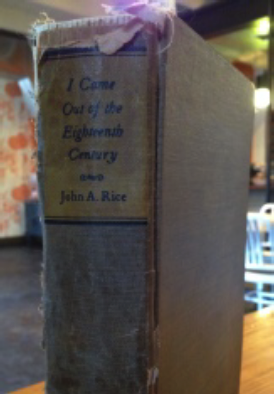 I Came
Out of the
Eighteenth
Century
John A. Rice